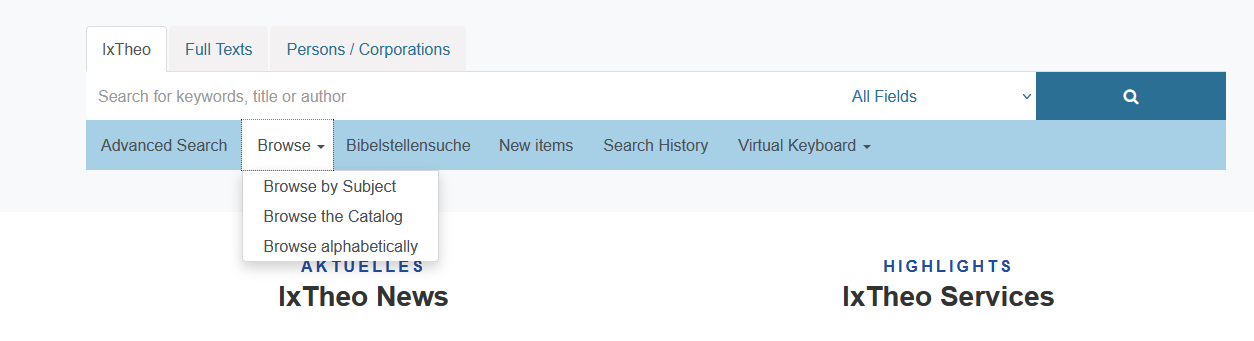 IxTheo Full Texts Persons / Corporations
Search for keywords, title or author All Fields
Advanced Search Browse Bibelstellensuche New items Search History Virtual Keyboard
Browse by Subject
Browse the Catalog
Browse alphabetically
AKTUELLES
IxTheo News
HIGHLIGHTS
IxTheo Services